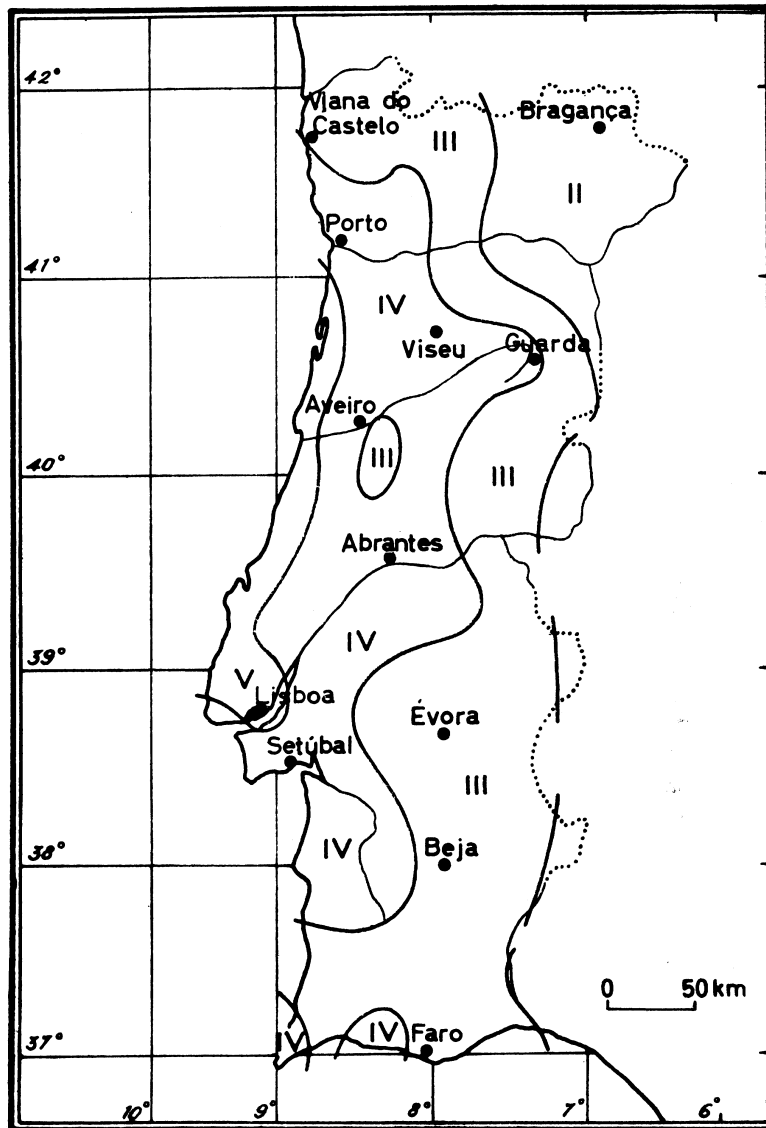 42°
Viana do
Castelo
Bragança
III
II
Porto
41°
IV
Viseu
Guarda
Aveiro
III
40°
III
Abrantes
IV
39°
V
Lisboa
Évora
Setúbal
III
IV
38°
Beja
0 50 km
IV
IV
Faro
37°
10° 9° 8° 7° 6°